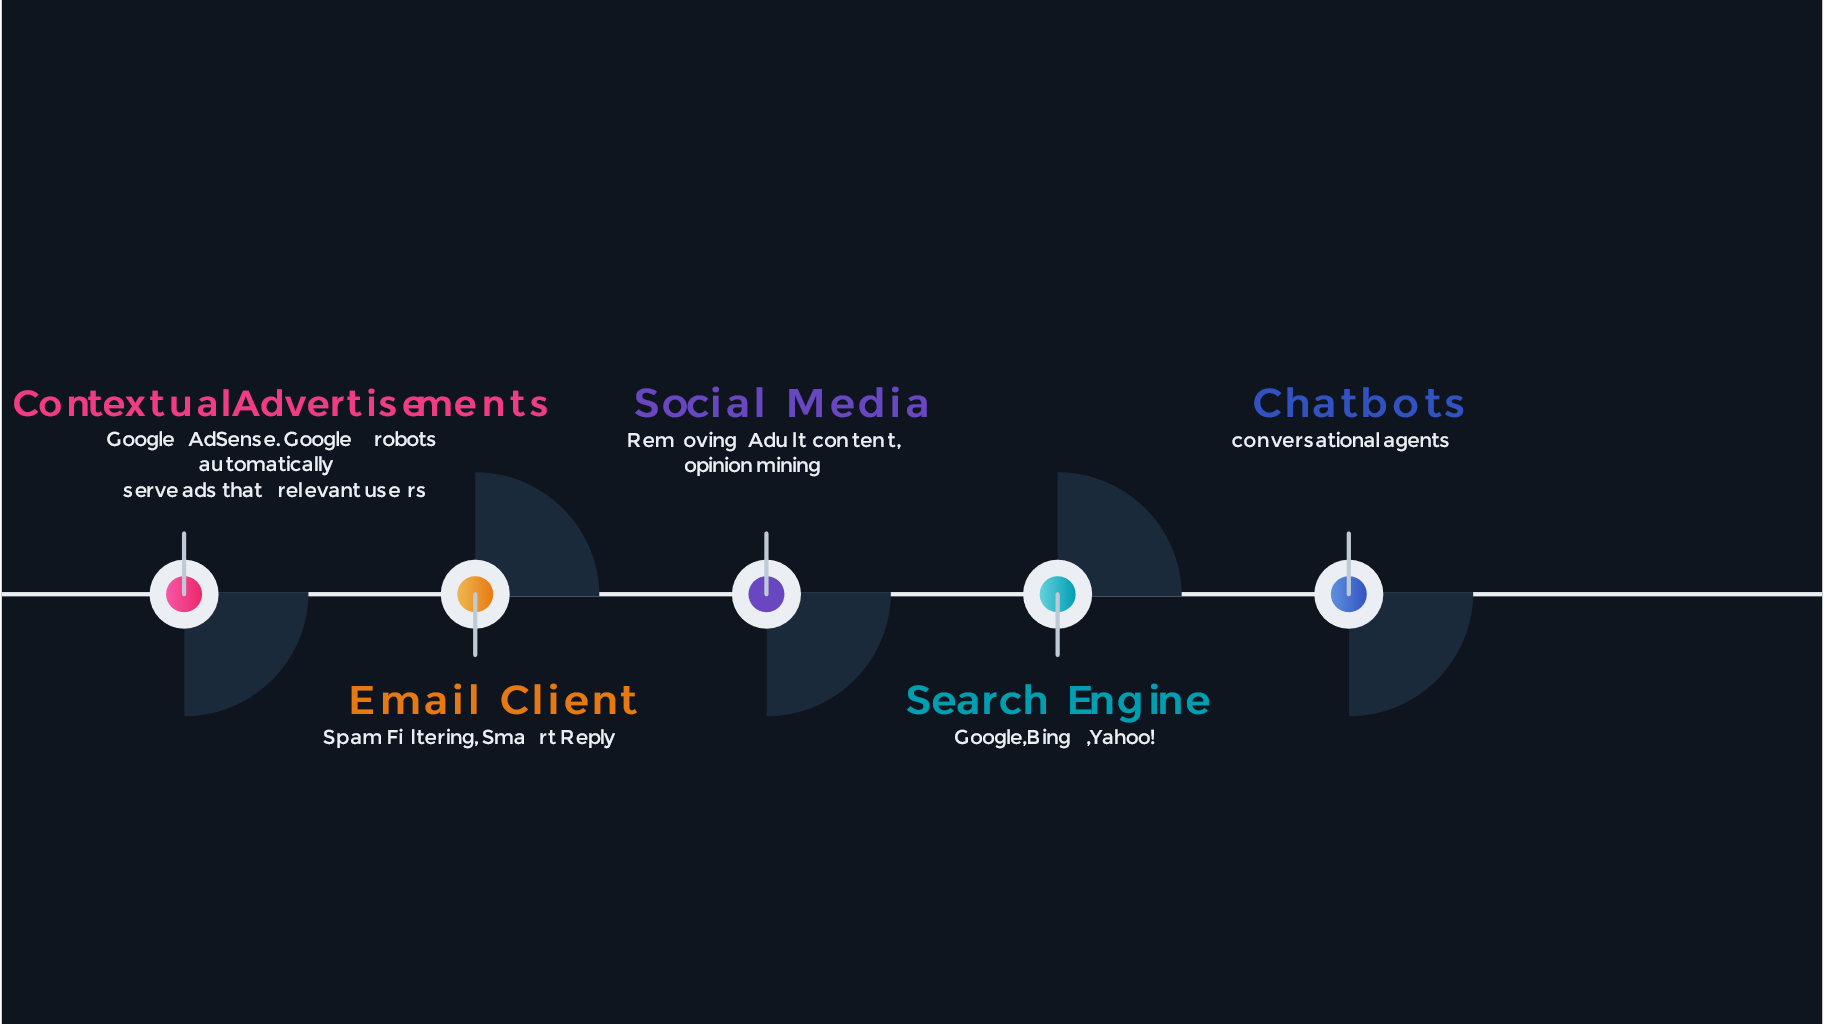 Contextual Advertisements
Google AdSense. Google robots
automatically
serve ads that relevant users
Email Client
Spam Filtering, Smart Reply
Social Media
Removing Adult content,
opinion mining
Search Engine
Google,Bing ,Yahoo!
Chatbots
conversational agents